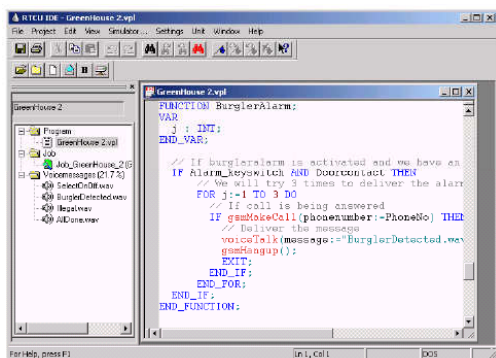 RTCU IDE - GreenHouse 2.vpl
File Project Edit View Simulator... Settings Unit Window Help
GreenHouse 2
Program
GreenHouse 2.vpl
Job
Job_GreenHouse_2 (G
Voicemessages (21.7 %)
SelectOnOff.wav
BurglerDetected.wav
Illegal.wav
AllDone.wav
GreenHouse 2.vpl
FUNCTION BurglerAlarm;
VAR
j : INT;
END_VAR;
// If burgleralarm is activated and we have an
IF Alarm_keyswitch AND Doorcontact THEN
// We will try 3 times to deliver the alarm
FOR j:=1 TO 3 DO
// If call is being answered
IF gsmMakeCall(phonenumber:=PhoneNo) THEN
// Deliver the message
voiceTalk(message:="BurglerDetected.wav
gsmHangup();
EXIT;
END_IF;
END_FOR;
END_IF;
END_FUNCTION;
For Help, press F1
Ln 1, Col 1
DOS